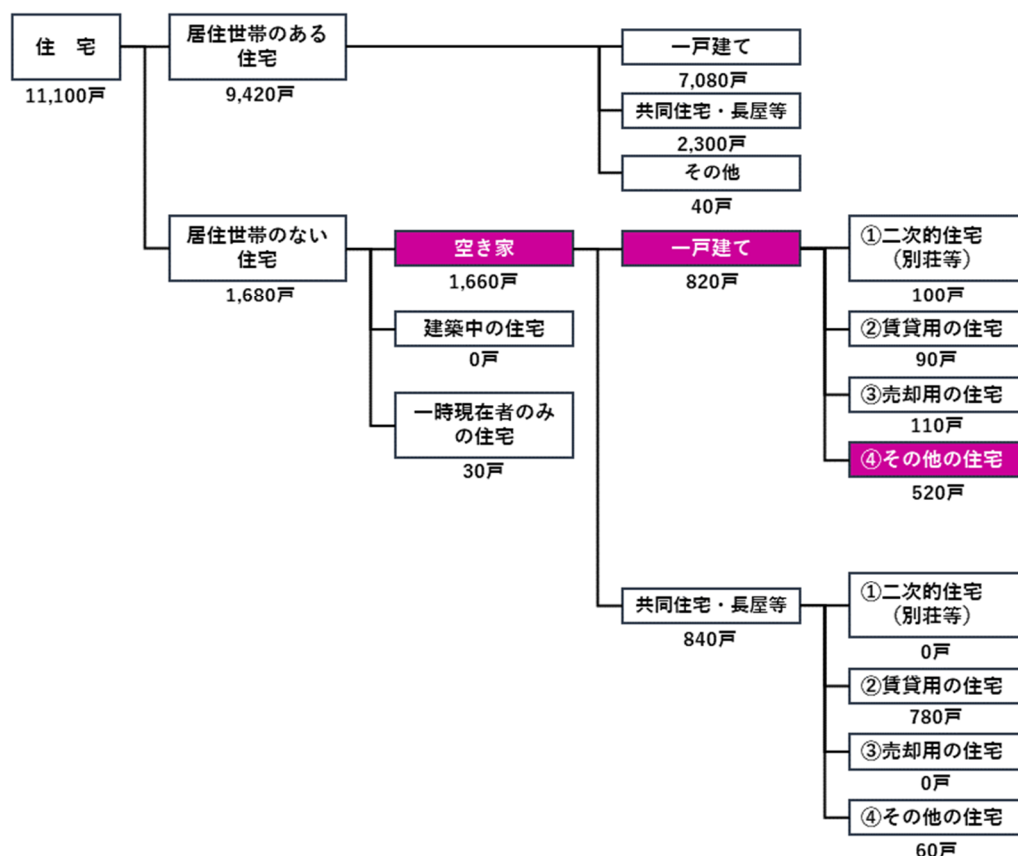 住　宅
11,100戸
居住世帯のある
住宅
9,420戸
一戸建て
7,080戸
共同住宅・長屋等
2,300戸
その他
40戸
居住世帯のない
住宅
1,680戸
空き家
1,660戸
建築中の住宅
0戸
一時現在者のみ
の住宅
30戸
一戸建て
820戸
①二次的住宅
（別荘等）
100戸
②賃貸用の住宅
90戸
③売却用の住宅
110戸
④その他の住宅
520戸
共同住宅・長屋等
840戸
①二次的住宅
（別荘等）
0戸
②賃貸用の住宅
780戸
③売却用の住宅
0戸
④その他の住宅
60戸